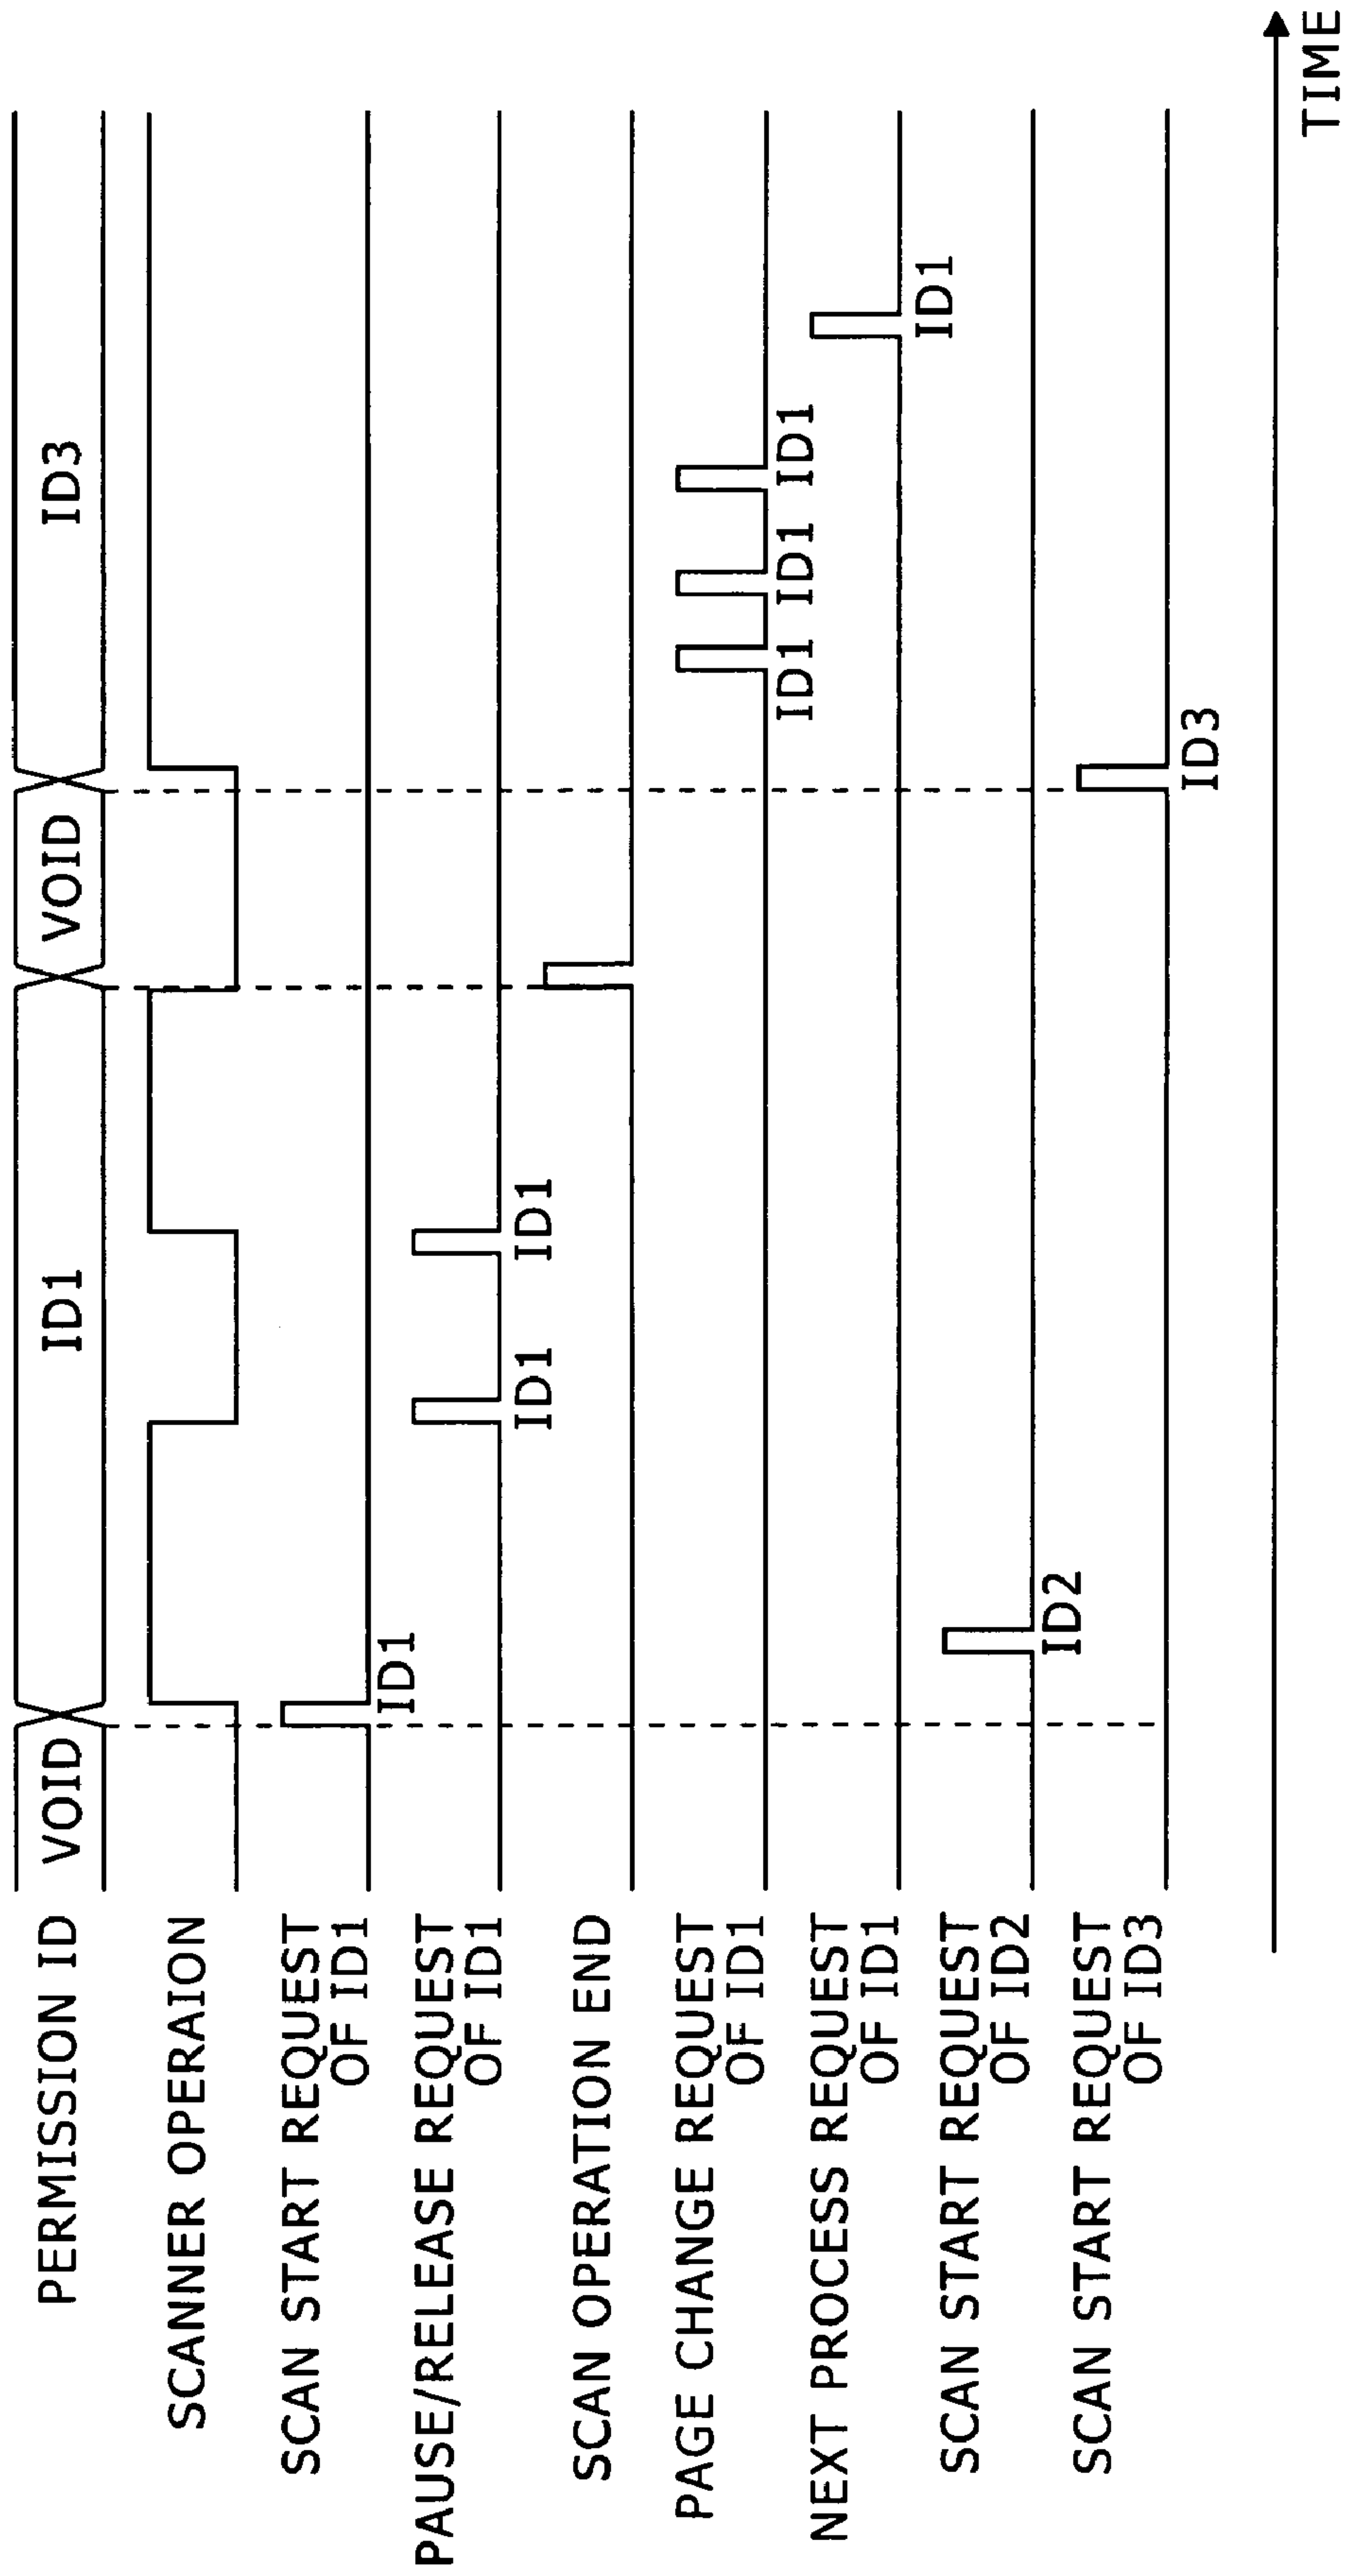 PERMISSION ID
VOID
ID1
VOID
ID3
SCANNER OPERAION
SCAN START REQUEST
OF ID1
ID1
PAUSE/RELEASE REQUEST
OF ID1
ID1
ID1
SCAN OPERATION END
PAGE CHANGE REQUEST
OF ID1
ID1
ID1
ID1
NEXT PROCESS REQUEST
OF ID1
ID1
SCAN START REQUEST
OF ID2
ID2
SCAN START REQUEST
OF ID3
ID3
TIME